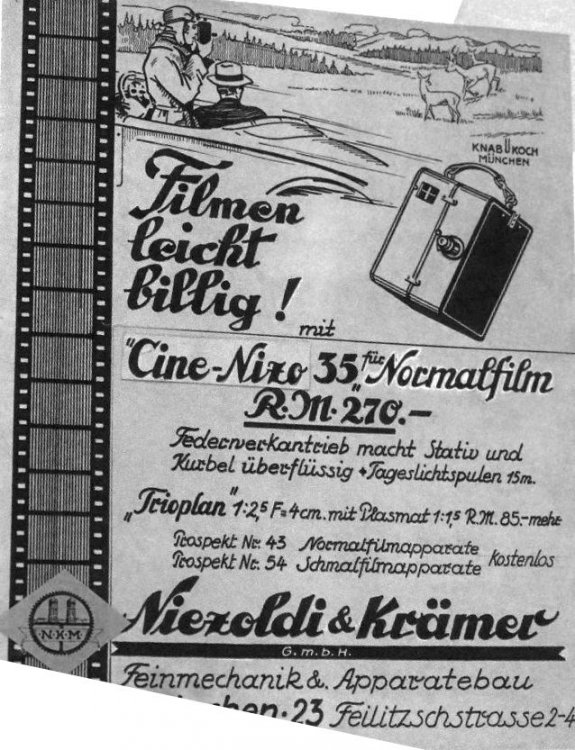 KNAB Ü KOCH
MÜNCHEN
Filmen
leicht
billig!
mit
"Cine-Nizo 35" für Normalfilm
R.M. 270.—
Federwerkantrieb macht Stativ und
Kurbel überflüssig + Tageslichtspulen 15m.
"Trioplan" 1:2,5 F=4cm. mit Plasmat 1:1,5 R.M. 85.- mehr
Prospekt Nr. 43 Normalfilmapparate
Prospekt Nr. 54 Schmalfilmapparate kostenlos
N·K·M
Niezoldi & Krämer
G.m.b.H.
Feinmechanik & Apparatebau
chen·23 Feilitzschstrasse 2-4